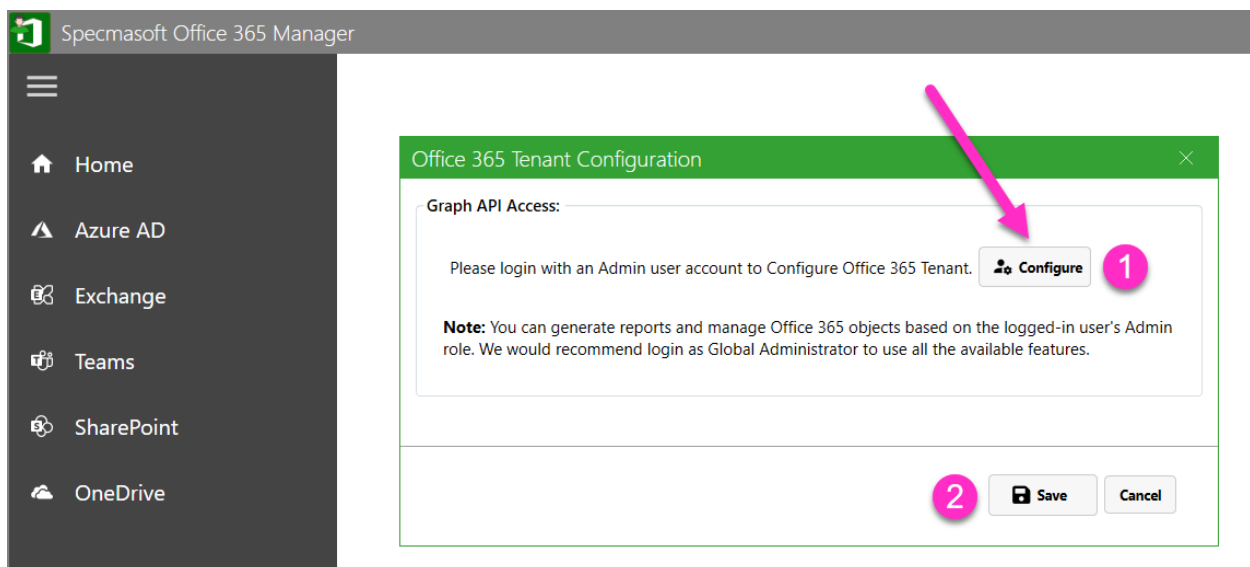 Specmasoft Office 365 Manager
Home
Azure AD
Exchange
Teams
SharePoint
OneDrive
Office 365 Tenant Configuration
Graph API Access:
Please login with an Admin user account to Configure Office 365 Tenant. Configure 1
Note: You can generate reports and manage Office 365 objects based on the logged-in user's Admin
role. We would recommend login as Global Administrator to use all the available features.
2 Save Cancel